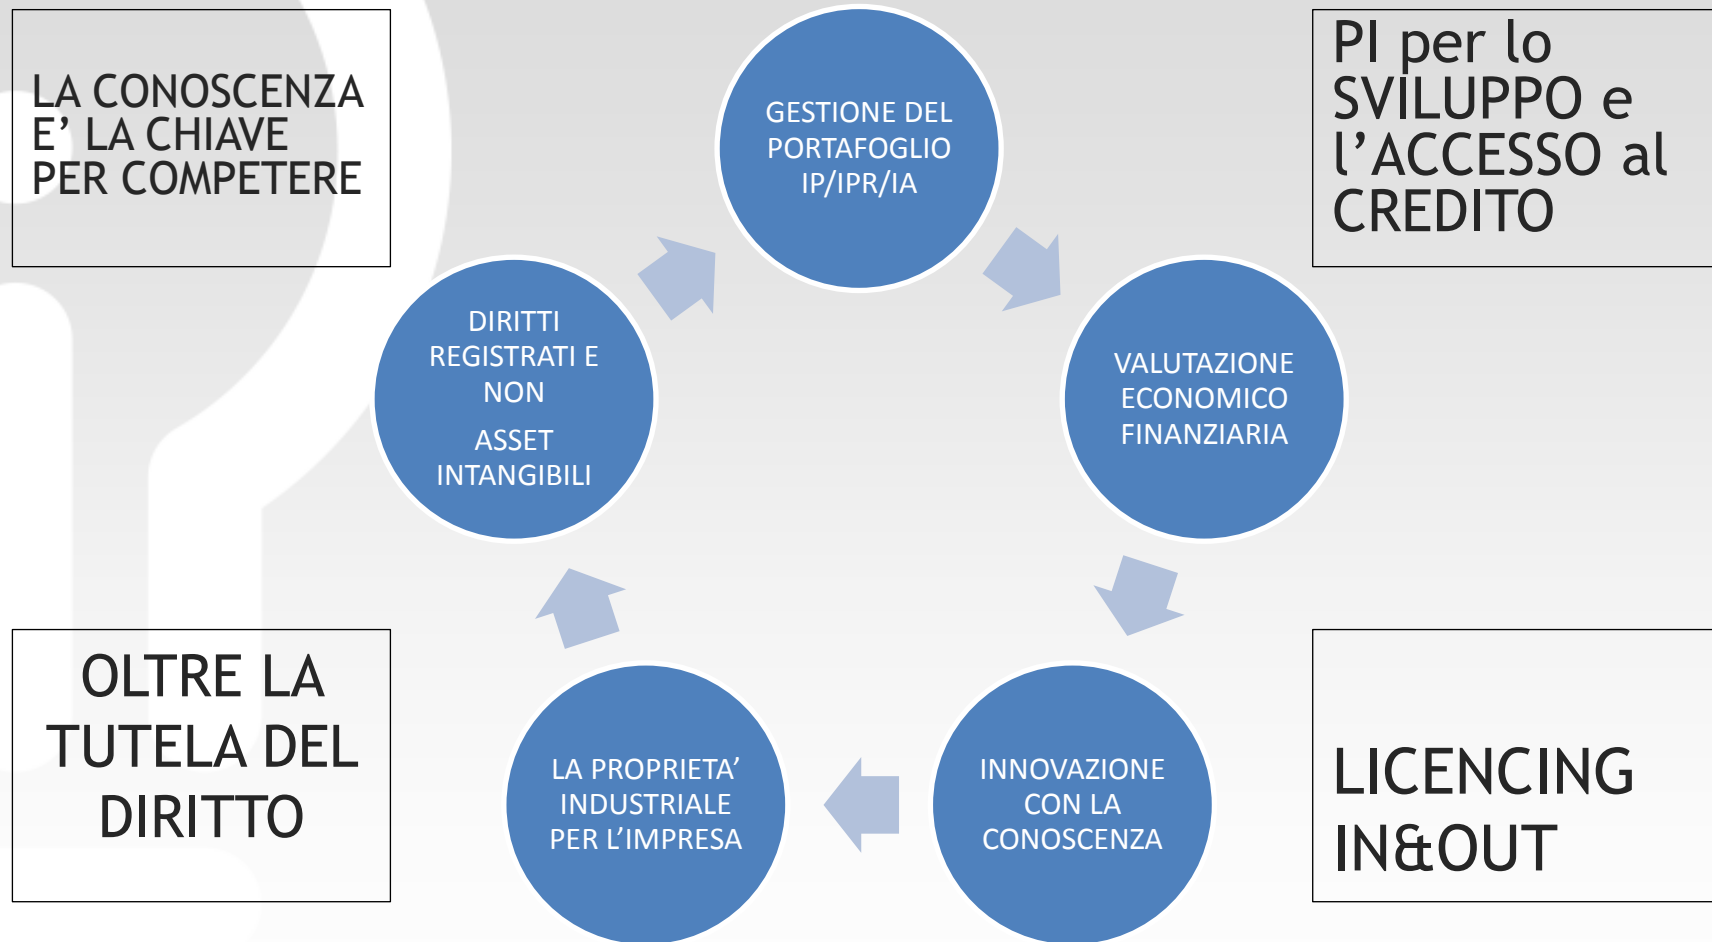 LA CONOSCENZA
E’ LA CHIAVE
PER COMPETERE
GESTIONE DEL
PORTAFOGLIO
IP/IPR/IA
PI per lo
SVILUPPO e
l’ACCESSO al
CREDITO
DIRITTI
REGISTRATI E
NON
ASSET
INTANGIBILI
VALUTAZIONE
ECONOMICO
FINANZIARIA
OLTRE LA
TUTELA DEL
DIRITTO
LA PROPRIETA’
INDUSTRIALE
PER L’IMPRESA
INNOVAZIONE
CON LA
CONOSCENZA
LICENCING
IN&OUT